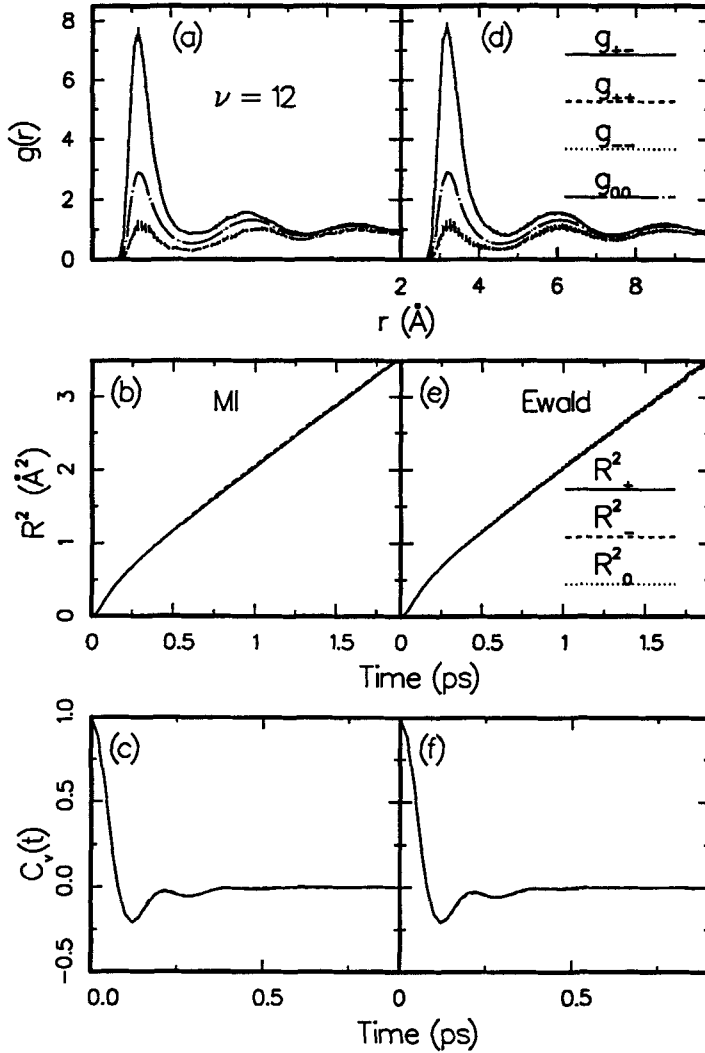 (a)
ν = 12
g(r)
8
6
4
2
0
(d)
g₊₋
g₊₊
g₋₋
g₀₀
2
4
6
8
r (Å)
(b)
MI
R² (Å²)
3
2
1
0
0
0.5
1
1.5
(e)
Ewald
R²₊
R²₋
R²₀
0
0.5
1
1.5
Time (ps)
(c)
C_v(t)
1.0
0.5
0.0
-0.5
0.0
0.5
(f)
0
0.5
Time (ps)